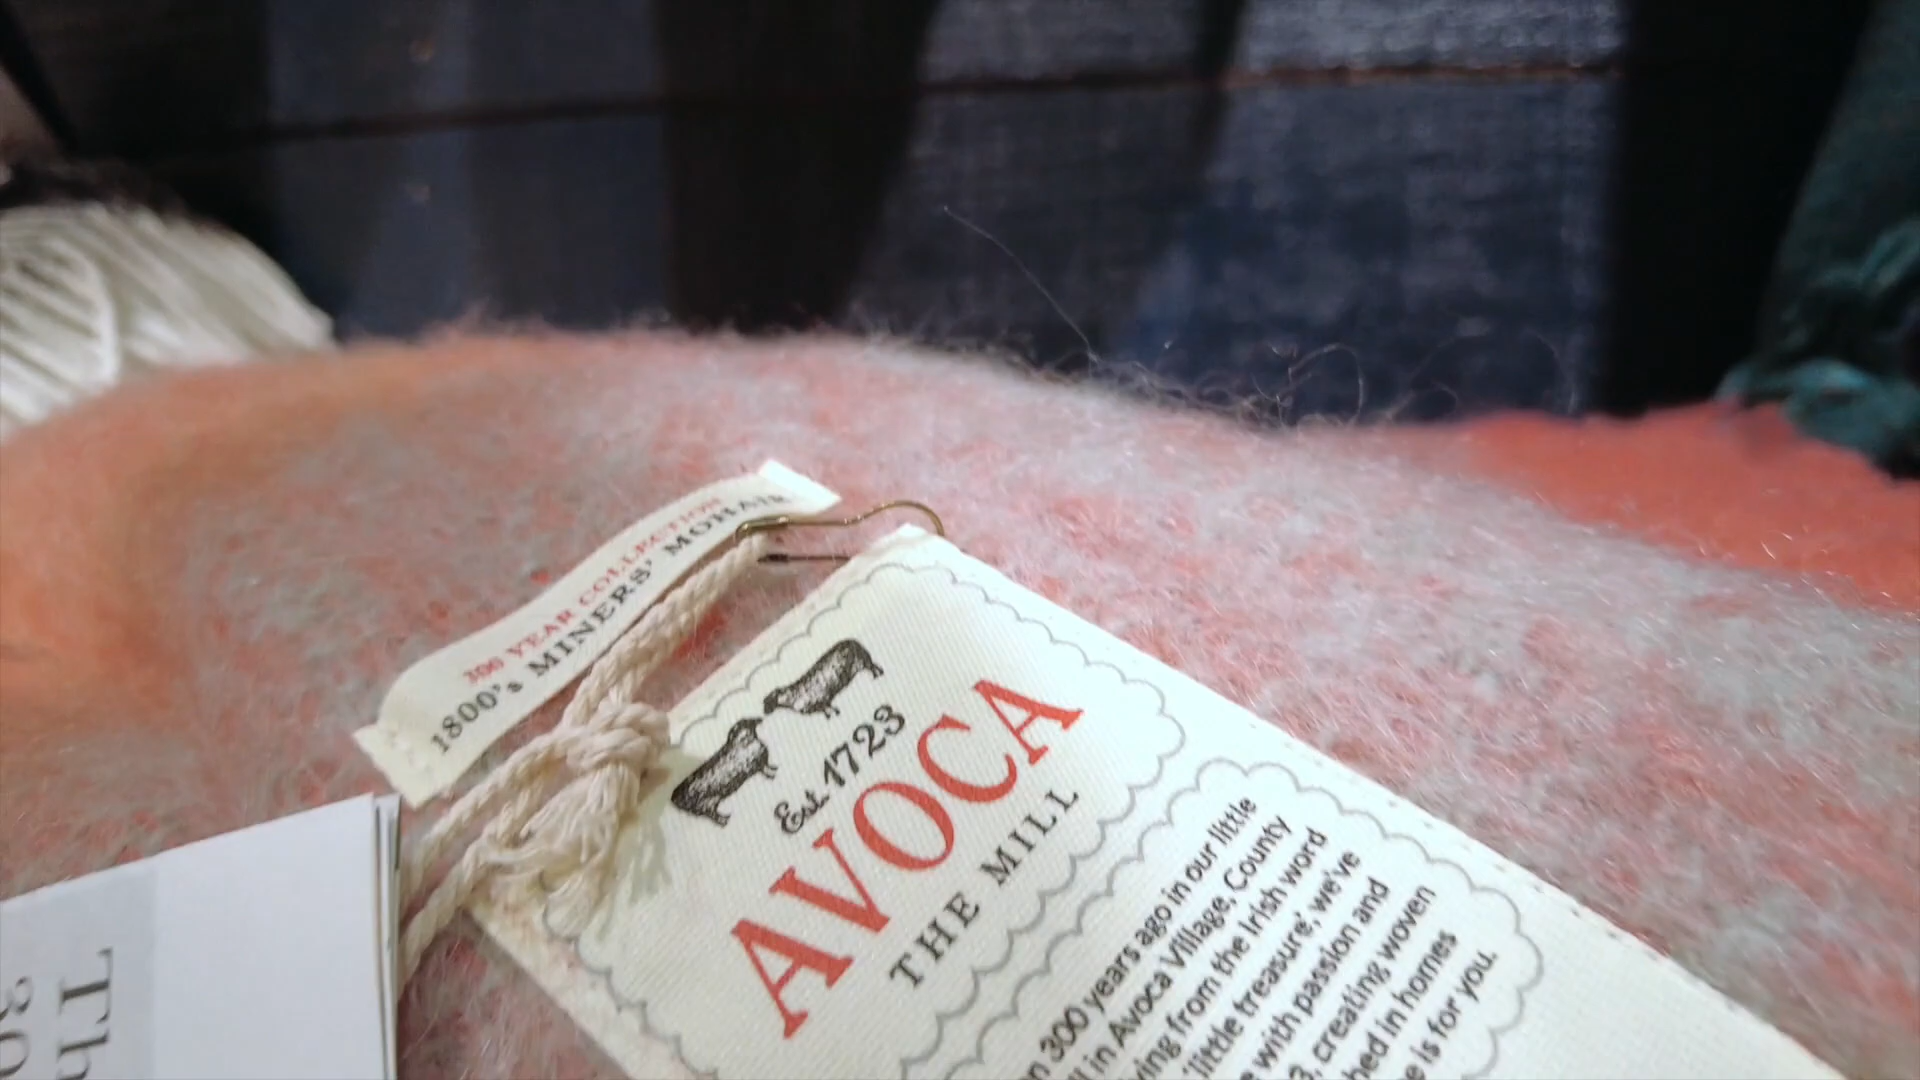 300 YEAR COLLECTION
1800's MINERS' MOHAIR
Est. 1723
AVOCA
THE MILL
300 years ago in our little
in Avoca Village, County
from the Irish word
'little treasure', we've
with passion and
3, creating woven
in homes
is for you.